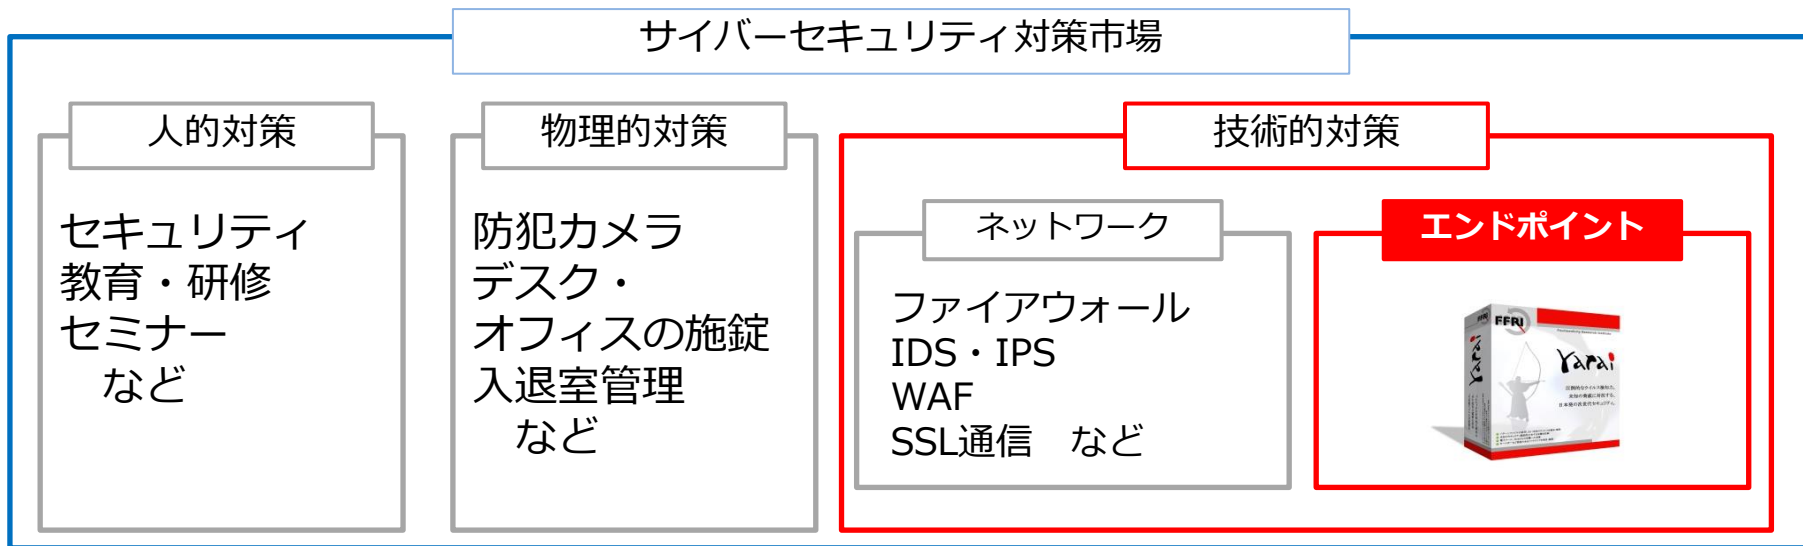 サイバーセキュリティ対策市場
人的対策
セキュリティ
教育・研修
セミナー
など
物理的対策
防犯カメラ
デスク・
オフィスの施錠
入退室管理
など
技術的対策
ネットワーク
ファイアウォール
IDS・IPS
WAF
SSL通信　など
エンドポイント
FFRI
yarai